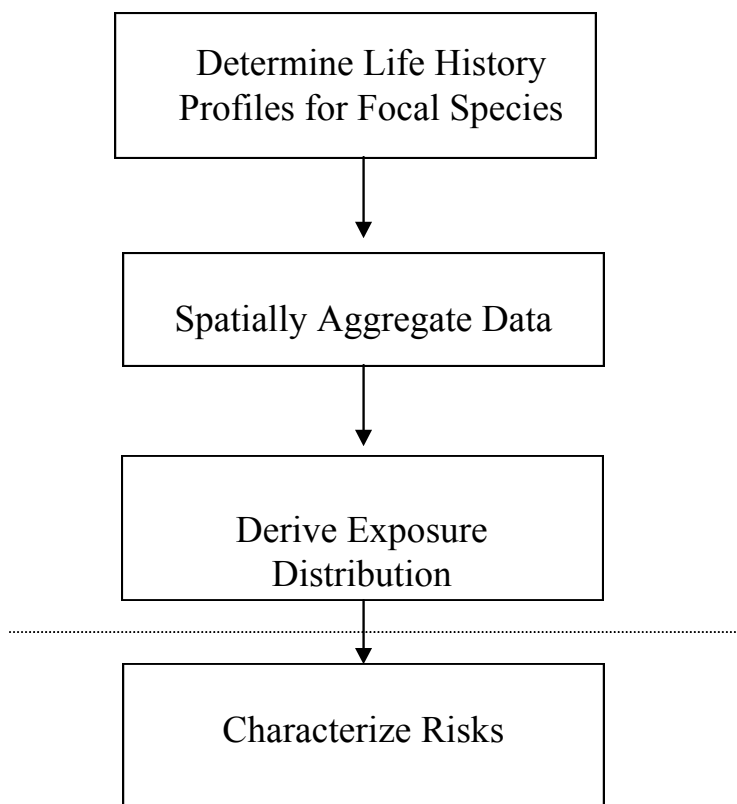 Determine Life History
Profiles for Focal Species
Spatially Aggregate Data
Derive Exposure
Distribution
Characterize Risks